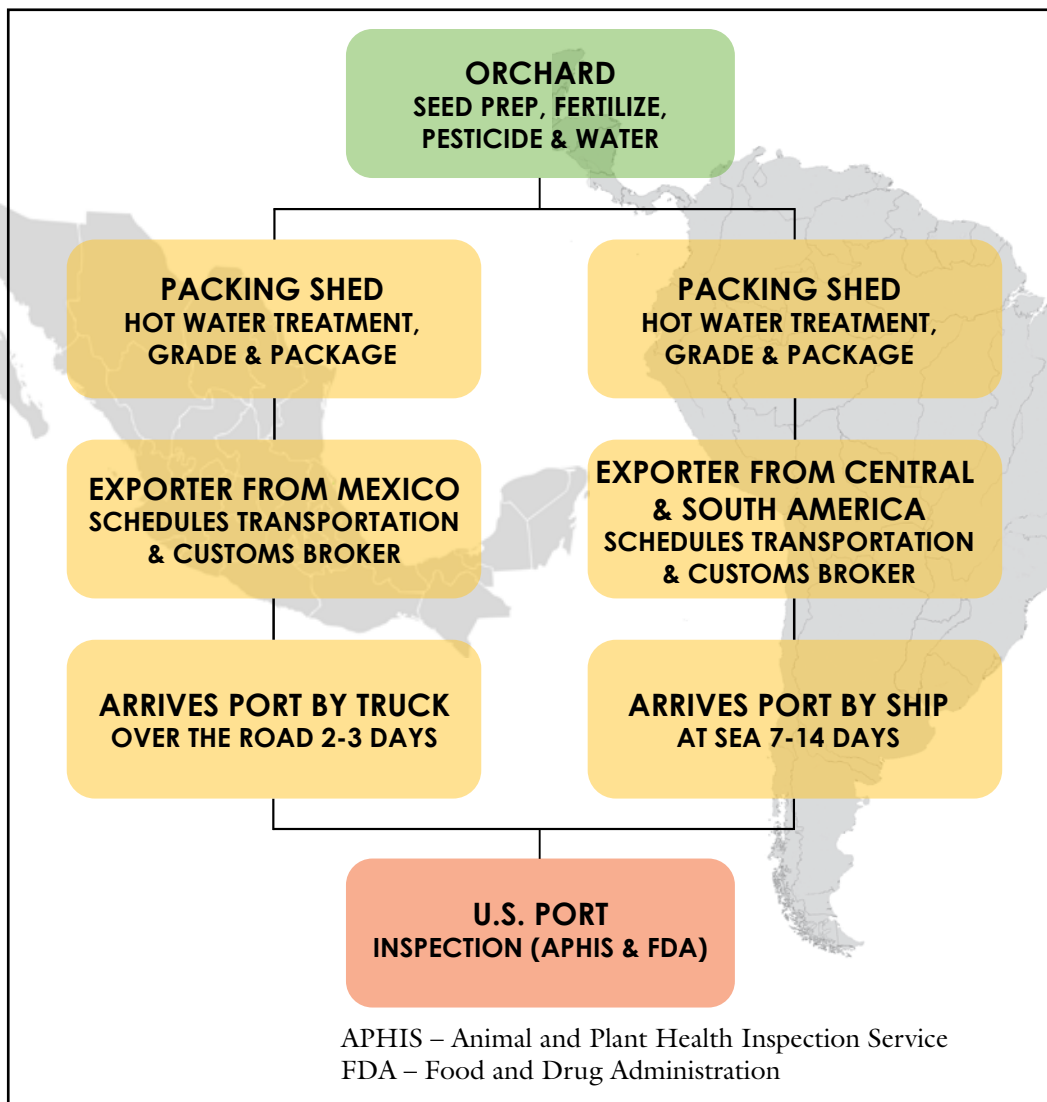 ORCHARD
SEED PREP, FERTILIZE,
PESTICIDE & WATER
PACKING SHED
HOT WATER TREATMENT,
GRADE & PACKAGE
PACKING SHED
HOT WATER TREATMENT,
GRADE & PACKAGE
EXPORTER FROM MEXICO
SCHEDULES TRANSPORTATION
& CUSTOMS BROKER
EXPORTER FROM CENTRAL
& SOUTH AMERICA
SCHEDULES TRANSPORTATION
& CUSTOMS BROKER
ARRIVES PORT BY TRUCK
OVER THE ROAD 2-3 DAYS
ARRIVES PORT BY SHIP
AT SEA 7-14 DAYS
U.S. PORT
INSPECTION (APHIS & FDA)
APHIS – Animal and Plant Health Inspection Service
FDA – Food and Drug Administration